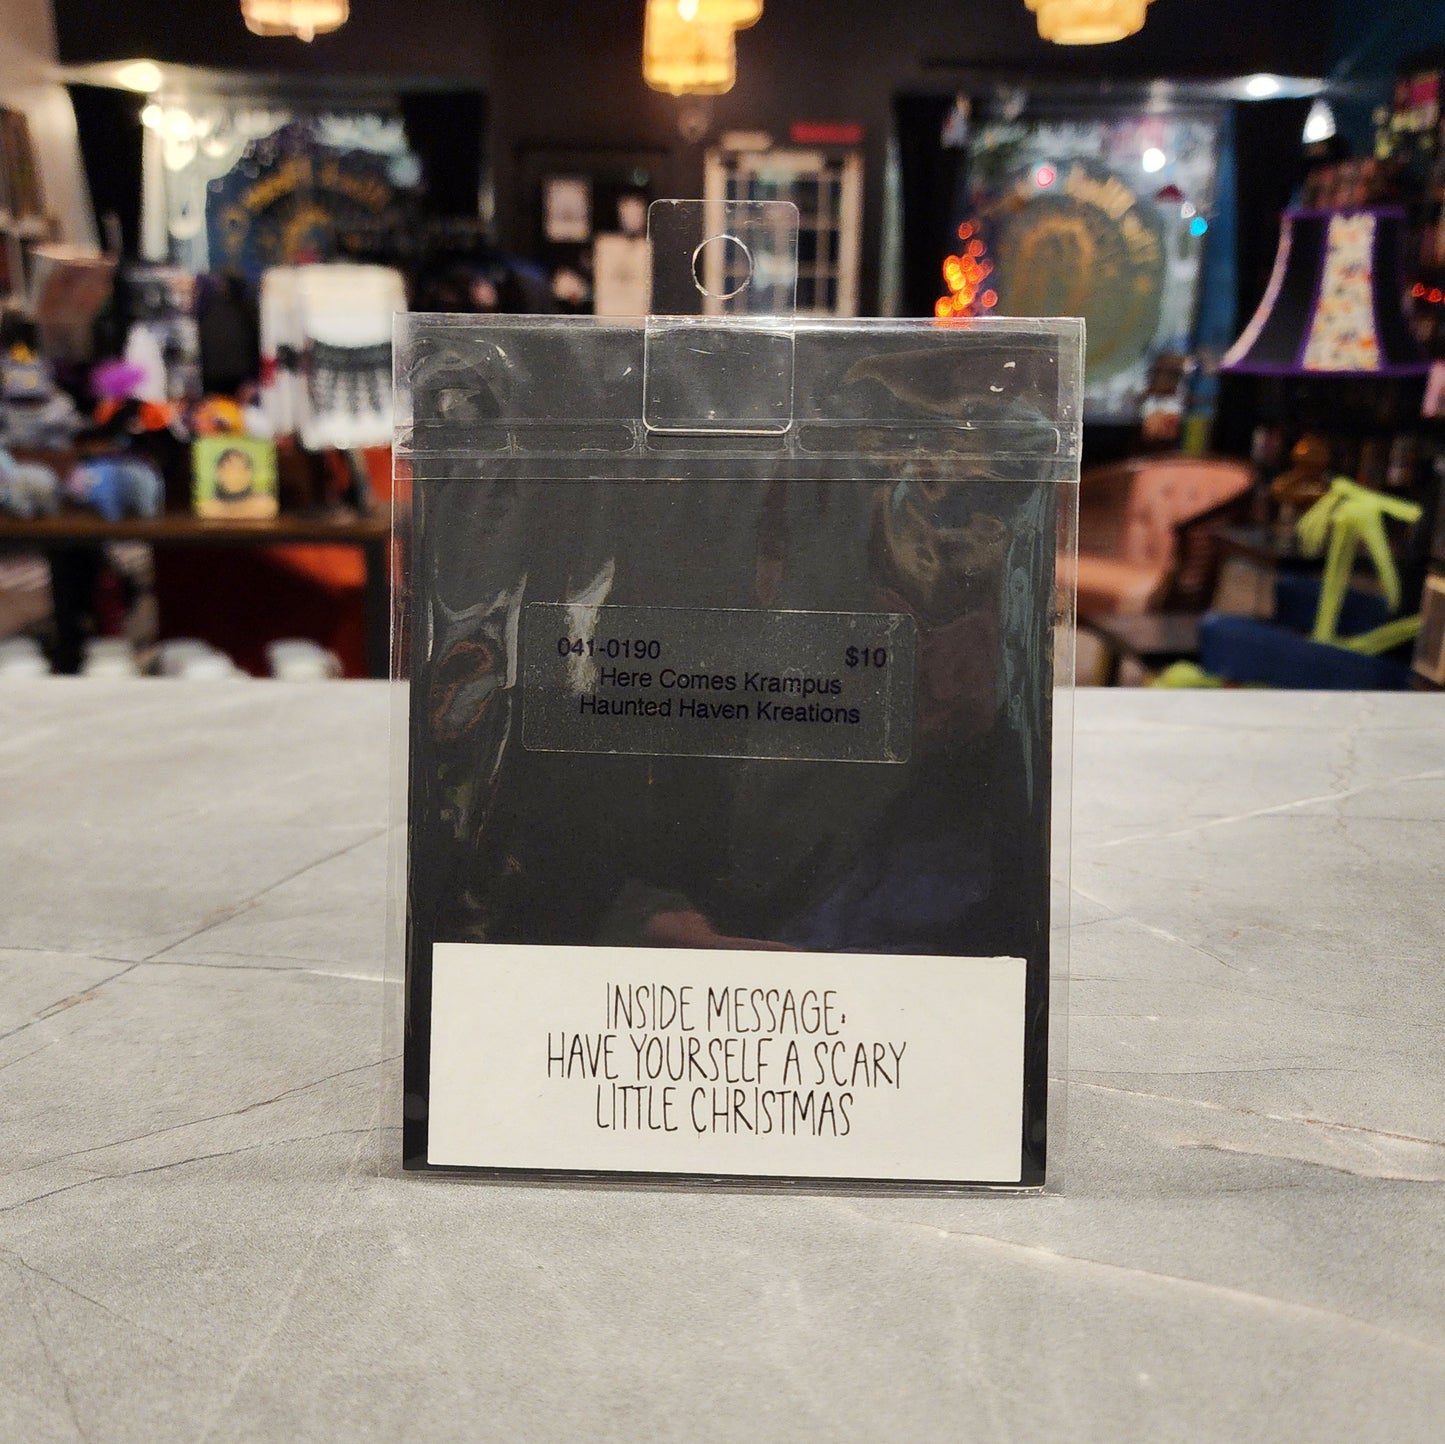 041-0190 $10
Here Comes Krampus
Haunted Haven Kreations
INSIDE MESSAGE:
HAVE YOURSELF A SCARY
LITTLE CHRISTMAS